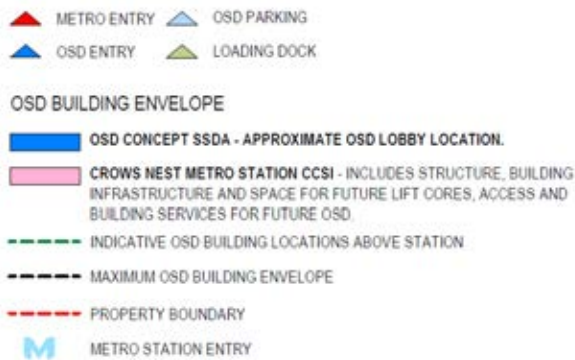 METRO ENTRY OSD PARKING
OSD ENTRY LOADING DOCK
OSD BUILDING ENVELOPE
OSD CONCEPT SSDA - APPROXIMATE OSD LOBBY LOCATION.
CROWS NEST METRO STATION CCSI - INCLUDES STRUCTURE, BUILDING
INFRASTRUCTURE AND SPACE FOR FUTURE LIFT CORES, ACCESS AND
BUILDING SERVICES FOR FUTURE OSD.
INDICATIVE OSD BUILDING LOCATIONS ABOVE STATION
MAXIMUM OSD BUILDING ENVELOPE
PROPERTY BOUNDARY
M METRO STATION ENTRY